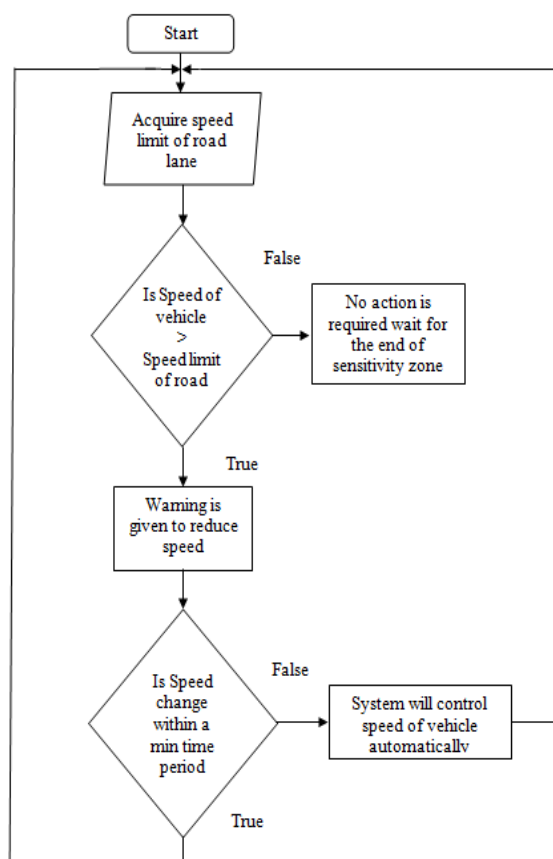 Start
Acquire speed
limit of road
lane
False
Is Speed of
vehicle
>
Speed limit
of road
No action is
required wait for
the end of
sensitivity zone
True
Warning is
given to reduce
speed
False
Is Speed
change
within a
min time
period
System will control
speed of vehicle
automatically
True